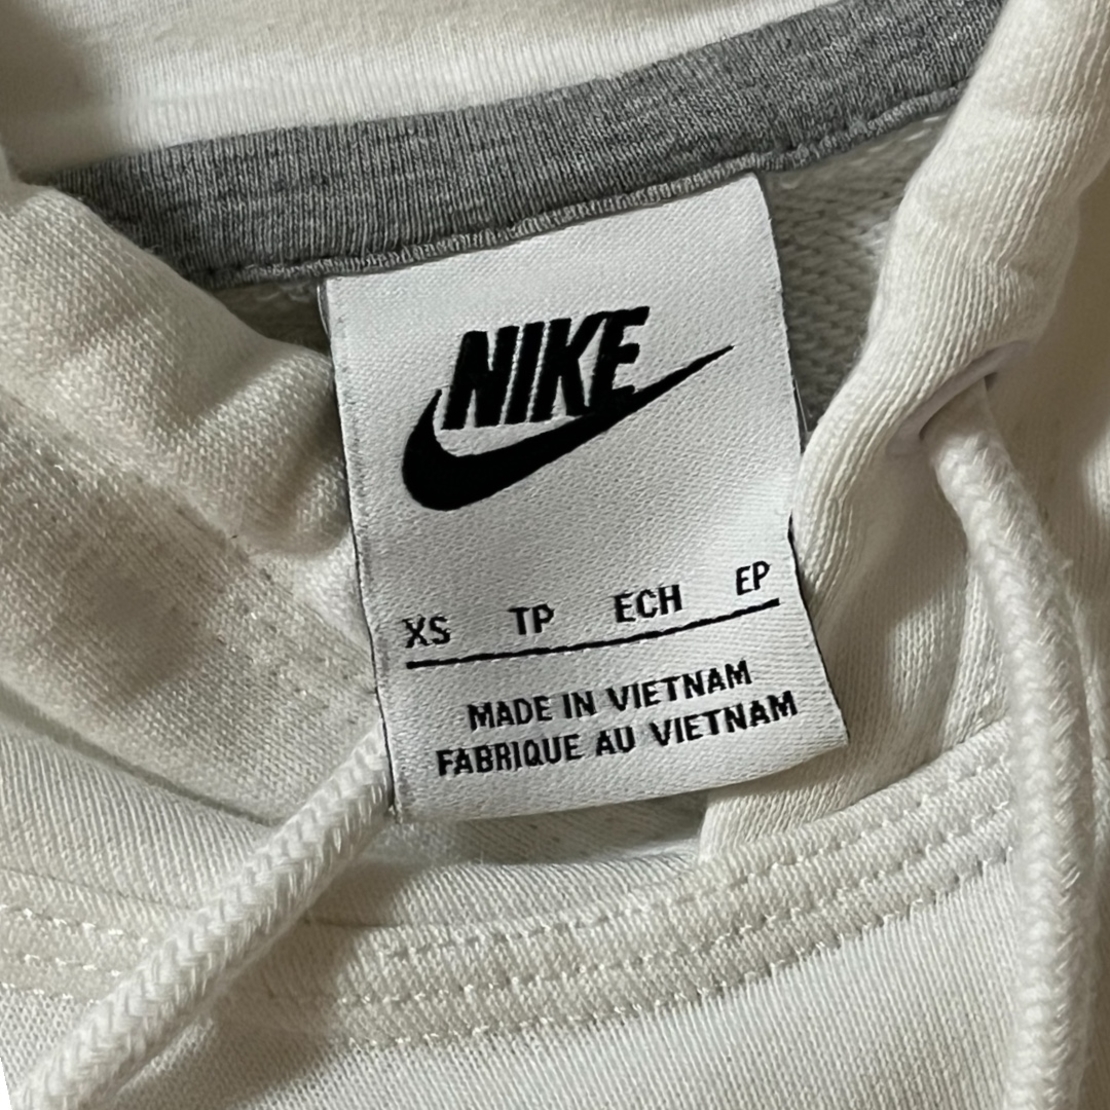 NIKE
XS TP ECH EP
MADE IN VIETNAM
FABRIQUE AU VIETNAM